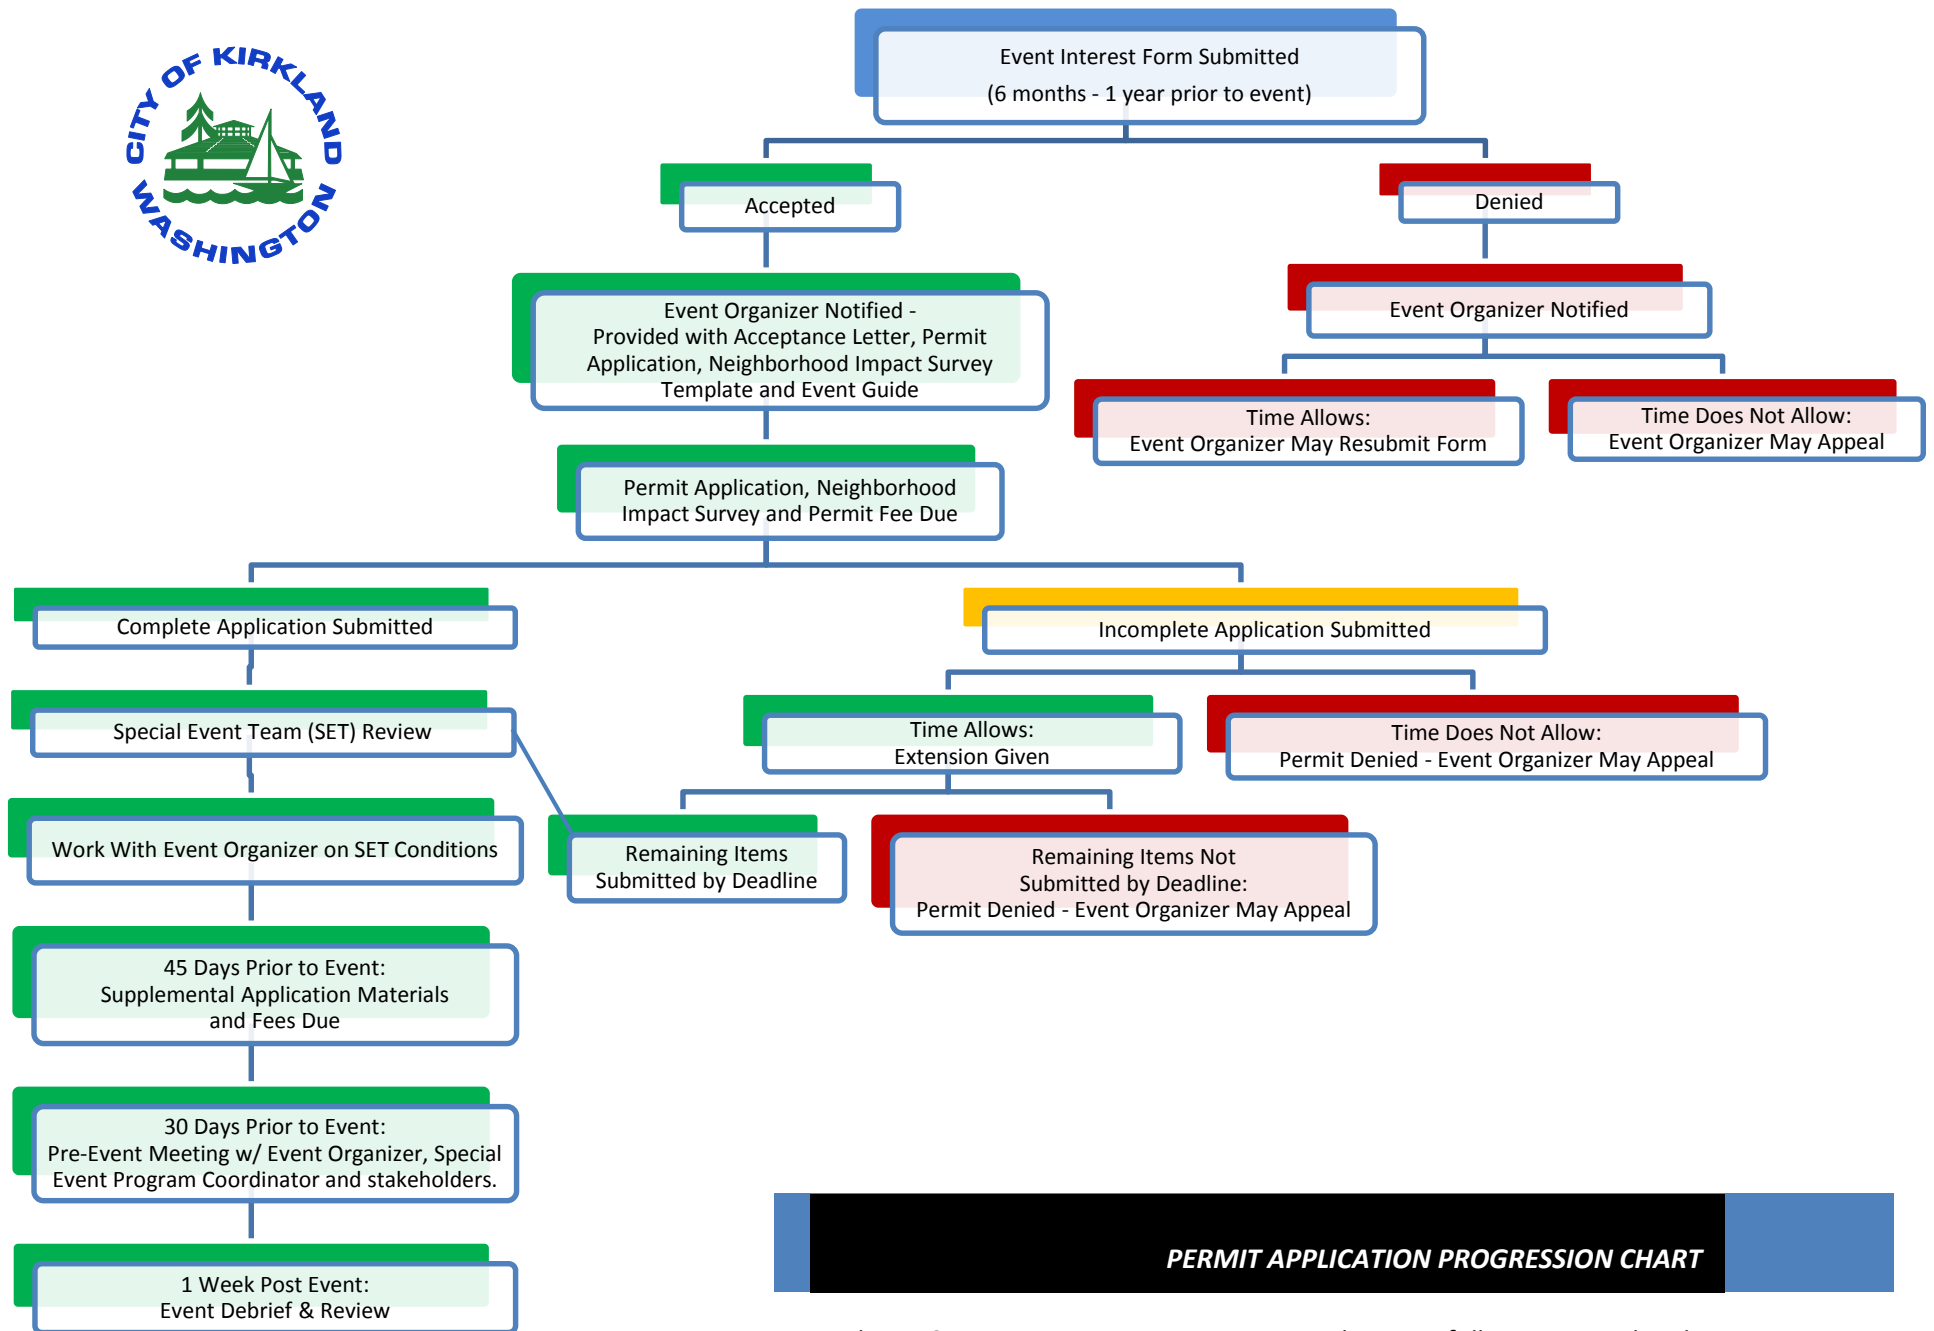 CITY OF KIRKLAND
WASHINGTON
Event Interest Form Submitted
(6 months - 1 year prior to event)
Accepted
Denied
Event Organizer Notified -
Provided with Acceptance Letter, Permit
Application, Neighborhood Impact Survey
Template and Event Guide
Event Organizer Notified
Time Allows:
Event Organizer May Resubmit Form
Time Does Not Allow:
Event Organizer May Appeal
Permit Application, Neighborhood
Impact Survey and Permit Fee Due
Complete Application Submitted
Incomplete Application Submitted
Special Event Team (SET) Review
Time Allows:
Extension Given
Time Does Not Allow:
Permit Denied - Event Organizer May Appeal
Work With Event Organizer on SET Conditions
Remaining Items
Submitted by Deadline
Remaining Items Not
Submitted by Deadline:
Permit Denied - Event Organizer May Appeal
45 Days Prior to Event:
Supplemental Application Materials
and Fees Due
30 Days Prior to Event:
Pre-Event Meeting w/ Event Organizer, Special
Event Program Coordinator and stakeholders.
1 Week Post Event:
Event Debrief & Review
PERMIT APPLICATION PROGRESSION CHART